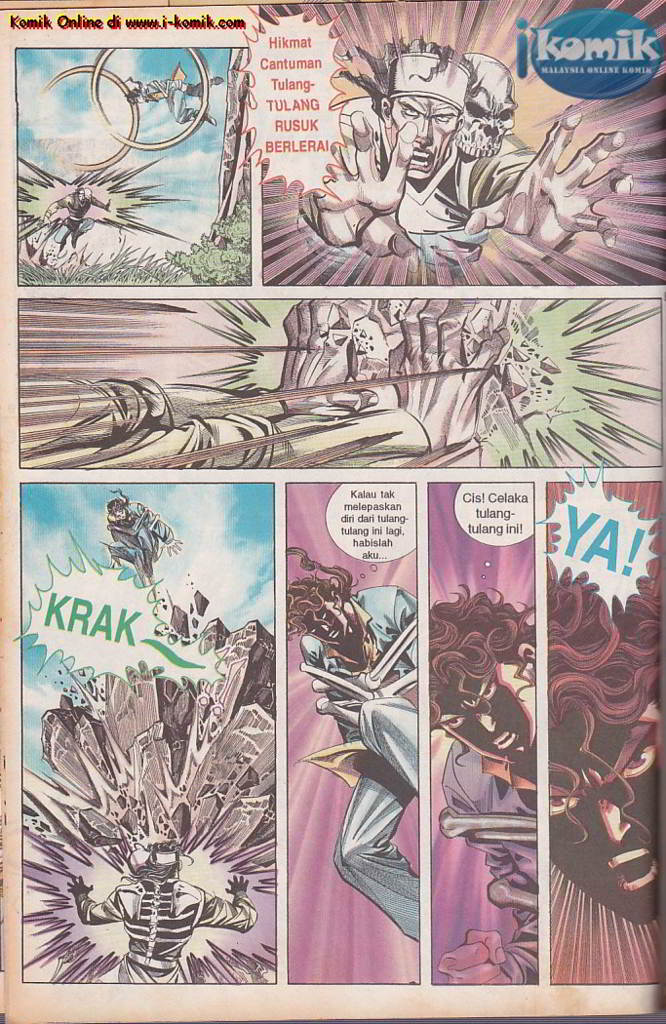 Komik Online di www.i-komik.com
ikomik
MALAYSIA ONLINE KOMIK
Hikmat
Cantuman
Tulang-
TULANG
RUSUK
BERLERAI
KRAK
Kalau tak
melepaskan
diri dari tulang-
tulang ini lagi,
habislah
aku...
Cis! Celaka
tulang-
tulang ini!
YA!